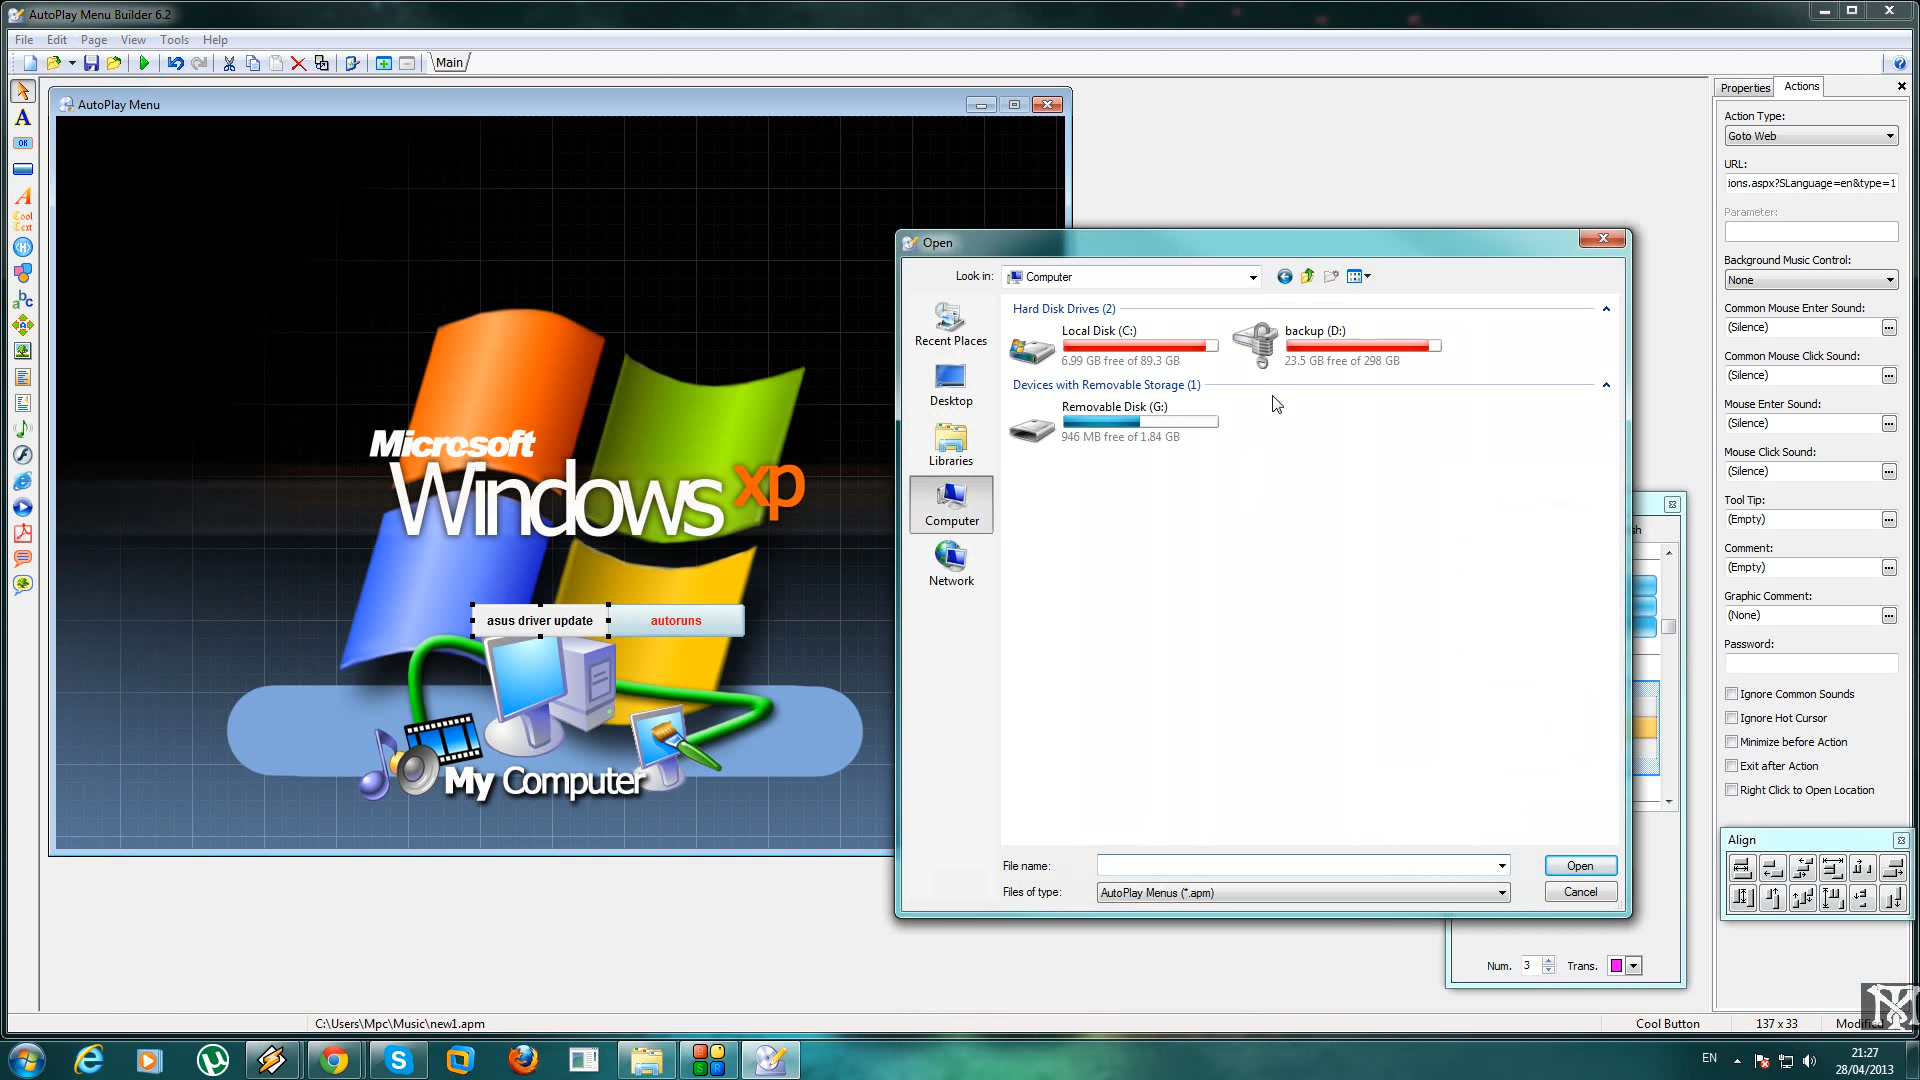 AutoPlay Menu Builder 6.2
File Edit Page View Tools Help
Main
AutoPlay Menu
Microsoft
Windows xp
asus driver update
autoruns
My Computer
Open
Look in: Computer
Recent Places
Desktop
Libraries
Computer
Network
Hard Disk Drives (2)
Local Disk (C:)
6.99 GB free of 89.3 GB
backup (D:)
23.5 GB free of 298 GB
Devices with Removable Storage (1)
Removable Disk (G:)
946 MB free of 1.84 GB
File name:
Open
Files of type: AutoPlay Menus (*.apm)
Cancel
Num. 3 Trans.
Properties Actions
Action Type:
Goto Web
URL:
ions.aspx?SLanguage=en&type=1
Parameter:
Background Music Control:
None
Common Mouse Enter Sound:
(Silence)
Common Mouse Click Sound:
(Silence)
Mouse Enter Sound:
(Silence)
Mouse Click Sound:
(Silence)
Tool Tip:
(Empty)
Comment:
(Empty)
Graphic Comment:
(None)
Password:
Ignore Common Sounds
Ignore Hot Cursor
Minimize before Action
Exit after Action
Right Click to Open Location
Align
C:\Users\Mpc\Music\new1.apm
Cool Button
137 x 33
EN
21:27
28/04/2013